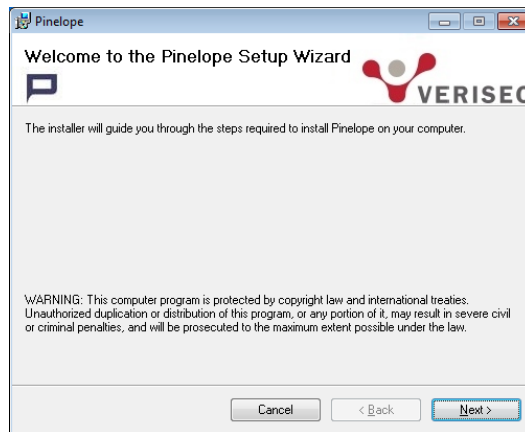 Pinelope
Welcome to the Pinelope Setup Wizard
VERISEC
The installer will guide you through the steps required to install Pinelope on your computer.
WARNING: This computer program is protected by copyright law and international treaties.
Unauthorized duplication or distribution of this program, or any portion of it, may result in severe civil
or criminal penalties, and will be prosecuted to the maximum extent possible under the law.
Cancel
< Back
Next >